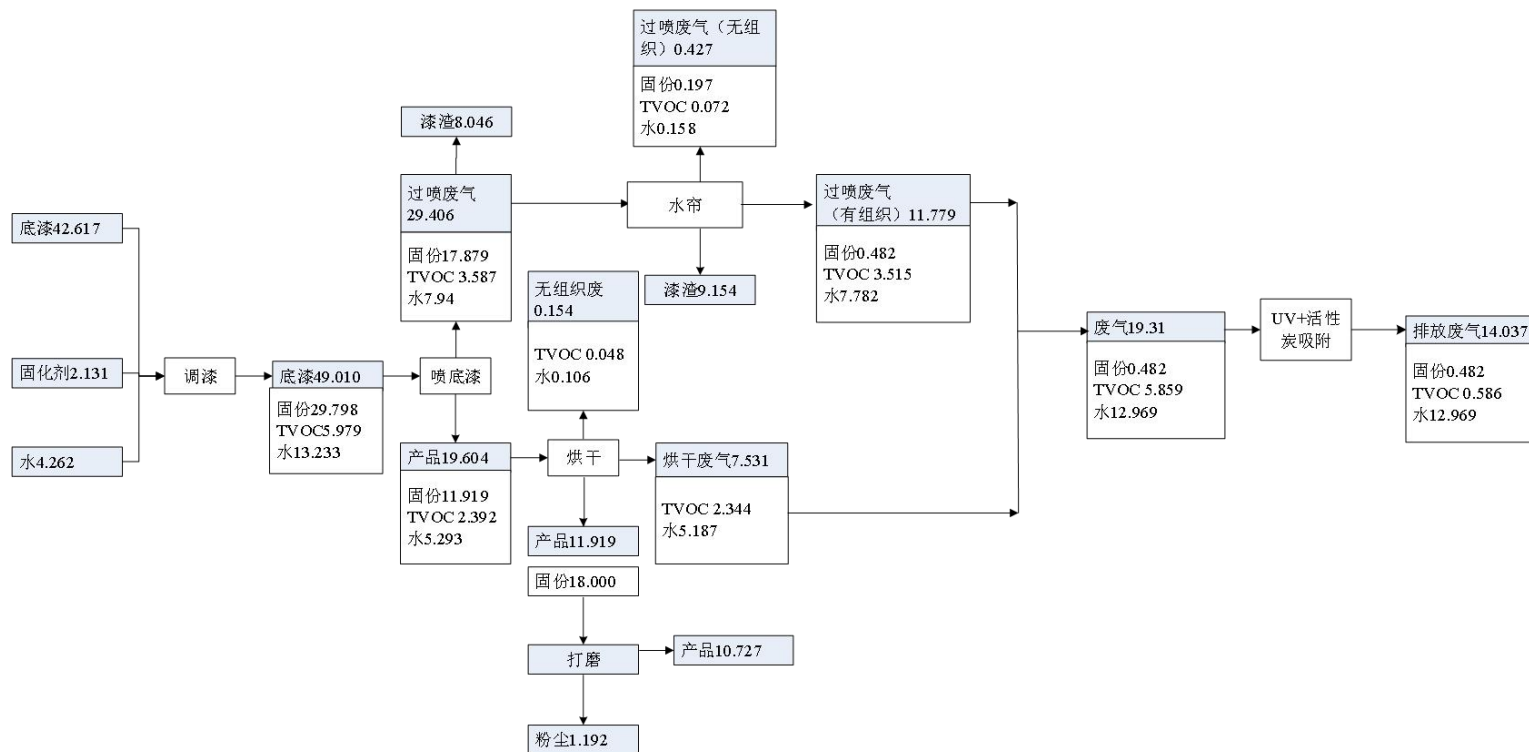 过喷废气（无组
织）0.427
固份0.197
TVOC 0.072
水0.158
漆渣8.046
过喷废气
29.406
固份17.879
TVOC 3.587
水7.94
水帘
过喷废气
（有组织）11.779
固份0.482
TVOC 3.515
水7.782
漆渣9.154
底漆42.617
固化剂2.131
水4.262
调漆
底漆49.010
固份29.798
TVOC5.979
水13.233
喷底漆
无组织废
0.154
TVOC 0.048
水0.106
产品19.604
固份11.919
TVOC 2.392
水5.293
烘干
烘干废气7.531
TVOC 2.344
水5.187
产品11.919
固份18.000
打磨
产品10.727
粉尘1.192
废气19.31
固份0.482
TVOC 5.859
水12.969
UV+活性
炭吸附
排放废气14.037
固份0.482
TVOC 0.586
水12.969